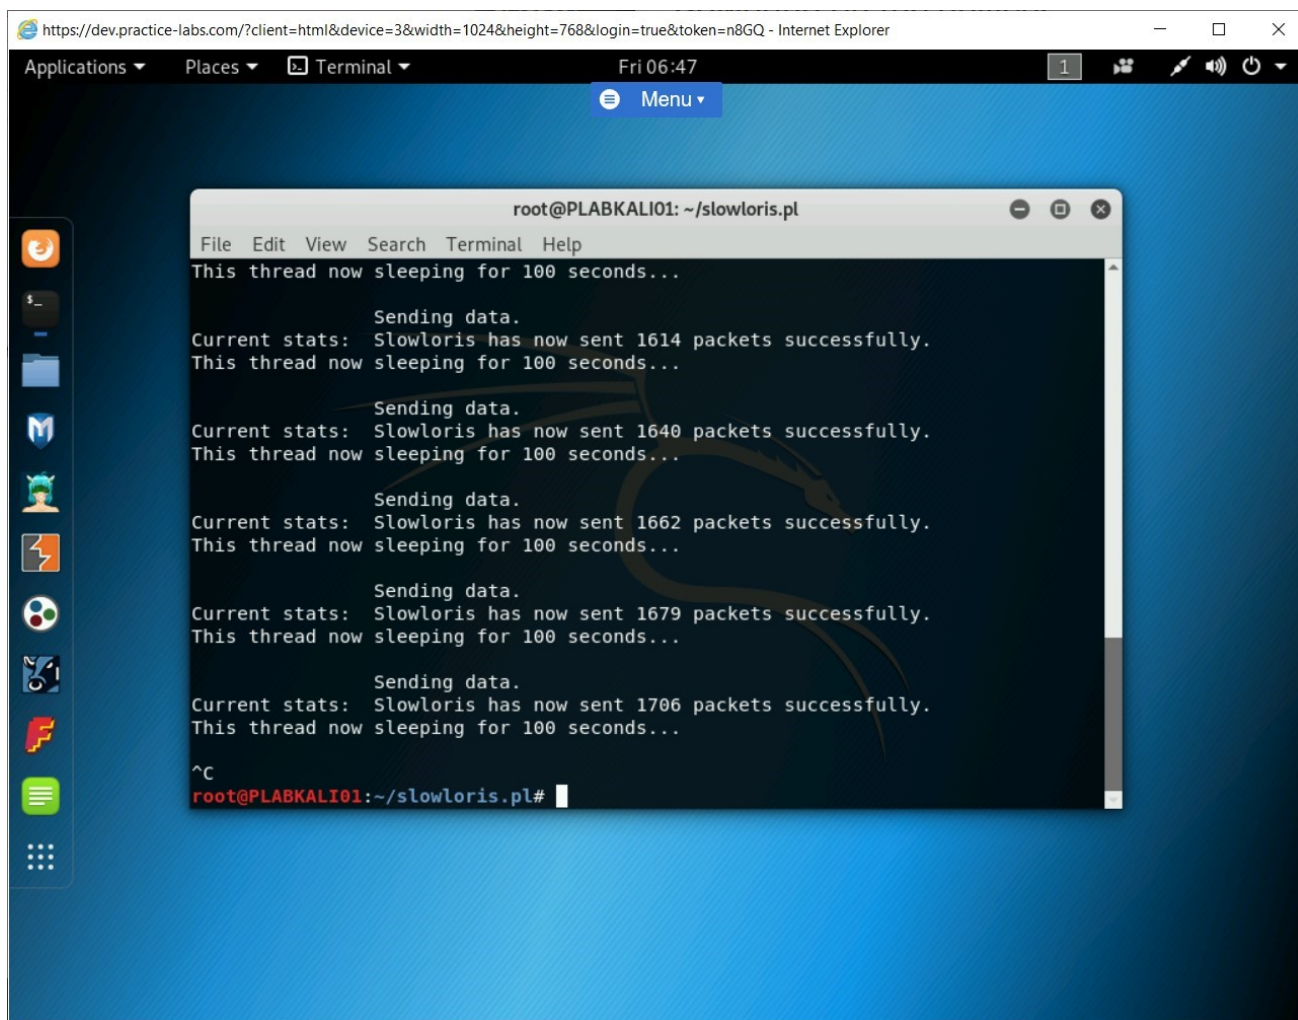 https://dev.practice-labs.com/?client=html&device=3&width=1024&height=768&login=true&token=n8GQ - Internet Explorer
Applications Places Terminal Fri 06:47 1
Menu
root@PLABKALI01: ~/slowloris.pl
File Edit View Search Terminal Help
This thread now sleeping for 100 seconds...
Sending data.
Current stats: Slowloris has now sent 1614 packets successfully.
This thread now sleeping for 100 seconds...
Sending data.
Current stats: Slowloris has now sent 1640 packets successfully.
This thread now sleeping for 100 seconds...
Sending data.
Current stats: Slowloris has now sent 1662 packets successfully.
This thread now sleeping for 100 seconds...
Sending data.
Current stats: Slowloris has now sent 1679 packets successfully.
This thread now sleeping for 100 seconds...
Sending data.
Current stats: Slowloris has now sent 1706 packets successfully.
This thread now sleeping for 100 seconds...
^C
root@PLABKALI01:~/slowloris.pl#